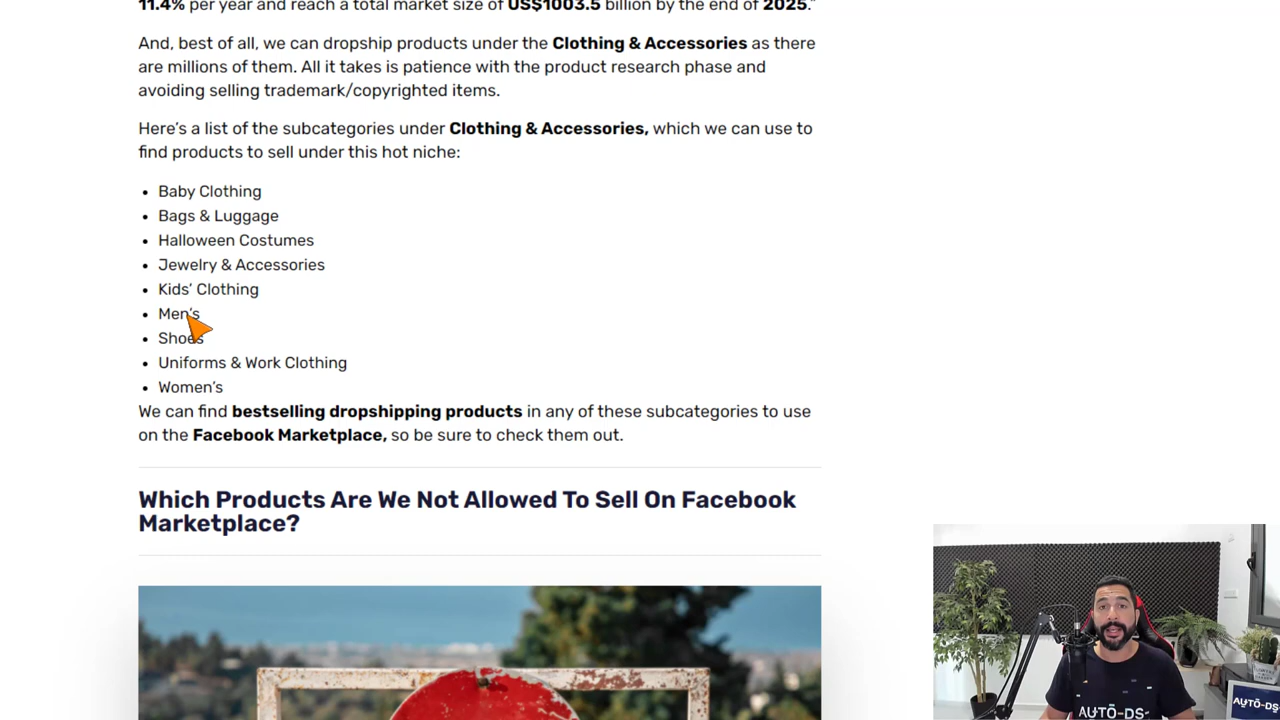 11.4% per year and reach a total market size of US$1003.5 billion by the end of 2025."
And, best of all, we can dropship products under the Clothing & Accessories as there
are millions of them. All it takes is patience with the product research phase and
avoiding selling trademark/copyrighted items.
Here's a list of the subcategories under Clothing & Accessories, which we can use to
find products to sell under this hot niche:
• Baby Clothing
• Bags & Luggage
• Halloween Costumes
• Jewelry & Accessories
• Kids' Clothing
• Men's
• Shoes
• Uniforms & Work Clothing
• Women's
We can find bestselling dropshipping products in any of these subcategories to use
on the Facebook Marketplace, so be sure to check them out.
Which Products Are We Not Allowed To Sell On Facebook
Marketplace?
AUTO-DS
AUTO-DS